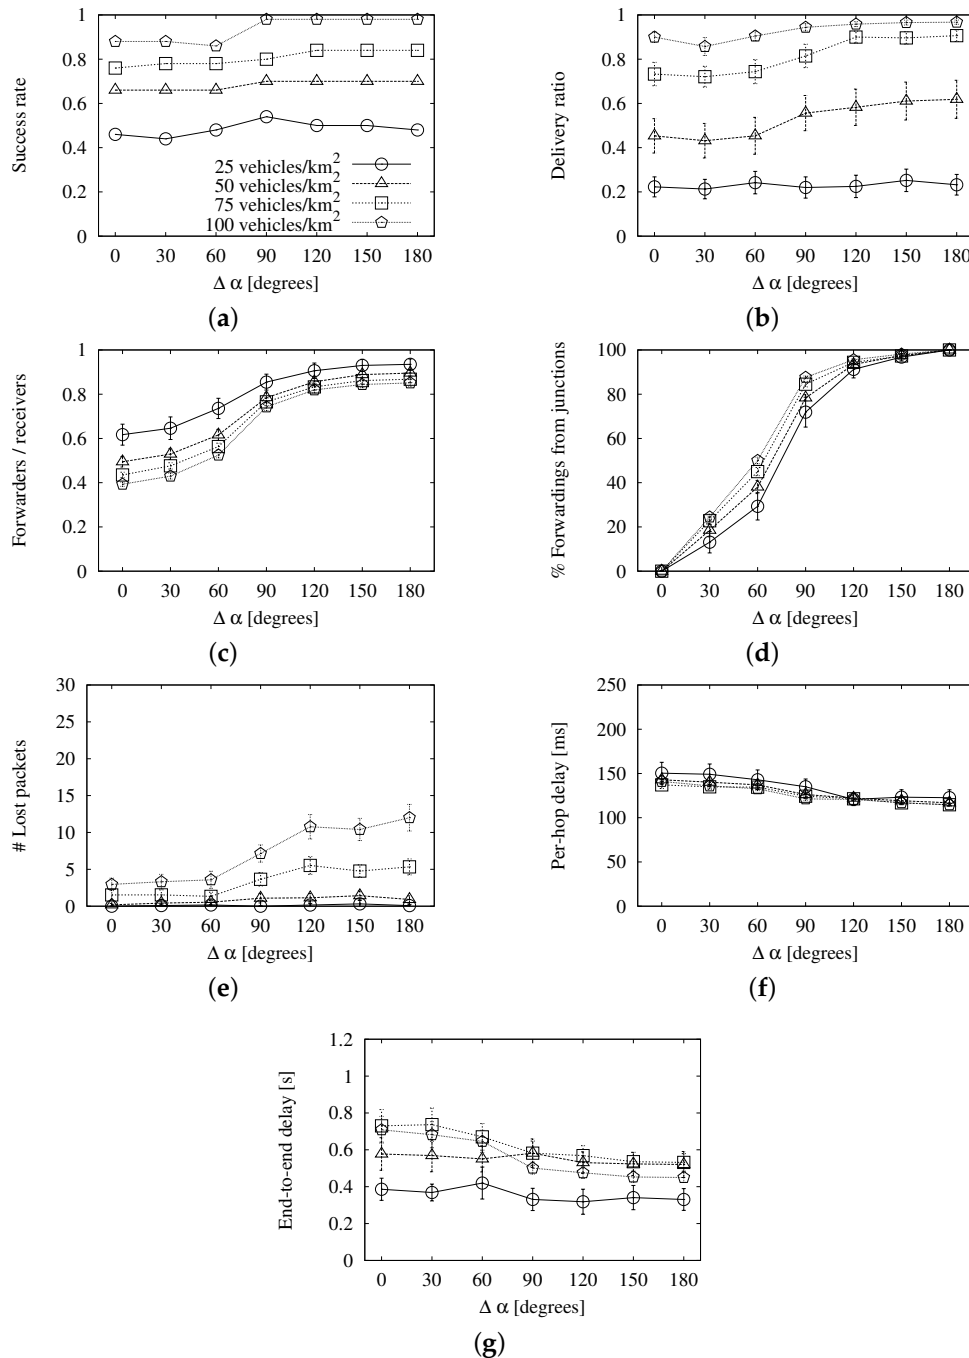 1
0.8
0.6
0.4
0.2
0
Success rate
25 vehicles/km2
50 vehicles/km2
75 vehicles/km2
100 vehicles/km2
0 30 60 90 120 150 180
Δ α [degrees]
(a)
1
0.8
0.6
0.4
0.2
0
Delivery ratio
0 30 60 90 120 150 180
Δ α [degrees]
(b)
1
0.8
0.6
0.4
0.2
0
Forwarders / receivers
0 30 60 90 120 150 180
Δ α [degrees]
(c)
100
80
60
40
20
0
% Forwardings from junctions
0 30 60 90 120 150 180
Δ α [degrees]
(d)
30
25
20
15
10
5
0
# Lost packets
0 30 60 90 120 150 180
Δ α [degrees]
(e)
250
200
150
100
50
0
Per-hop delay [ms]
0 30 60 90 120 150 180
Δ α [degrees]
(f)
1.2
1
0.8
0.6
0.4
0.2
0
End-to-end delay [s]
0 30 60 90 120 150 180
Δ α [degrees]
(g)